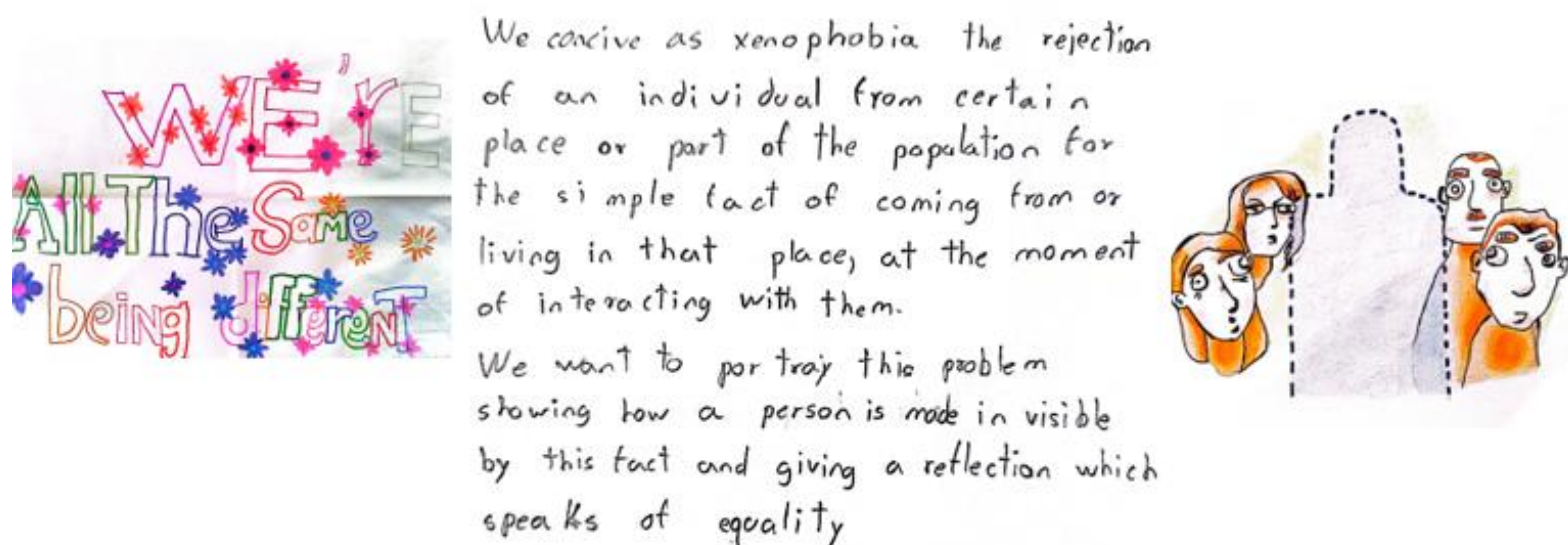 WE'rE
All The Same
being different
We concive as xenophobia the rejection
of an individual from certain
place or part of the population for
the simple fact of coming from or
living in that place, at the moment
of interacting with them.
We want to portray this problem
showing how a person is made invisible
by this fact and giving a reflection which
speaks of equality